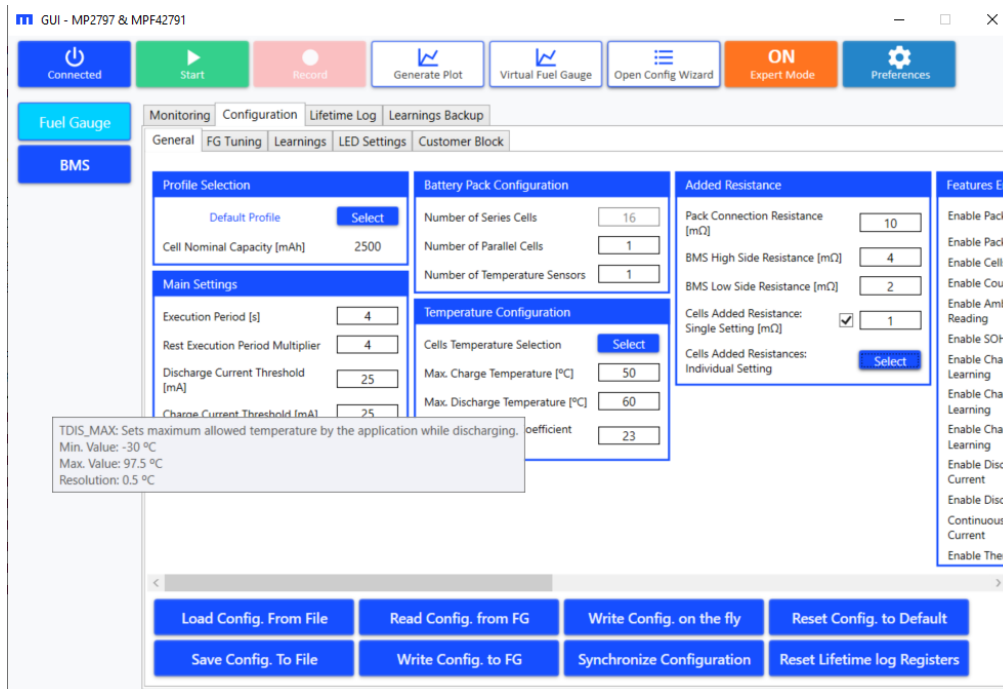 GUI - MP2797 & MPF42791
Connected
Start
Record
Generate Plot
Virtual Fuel Gauge
Open Config Wizard
ON
Expert Mode
Preferences
Fuel Gauge
BMS
Monitoring
Configuration
Lifetime Log
Learnings Backup
General
FG Tuning
Learnings
LED Settings
Customer Block
Profile Selection
Default Profile
Select
Cell Nominal Capacity [mAh]
2500
Main Settings
Execution Period [s]
4
Rest Execution Period Multiplier
4
Discharge Current Threshold
[mA]
25
Charge Current Threshold [mA]
25
TDIS_MAX: Sets maximum allowed temperature by the application while discharging.
Min. Value: -30 ºC
Max. Value: 97.5 ºC
Resolution: 0.5 ºC
Battery Pack Configuration
Number of Series Cells
16
Number of Parallel Cells
1
Number of Temperature Sensors
1
Temperature Configuration
Cells Temperature Selection
Select
Max. Charge Temperature [ºC]
50
Max. Discharge Temperature [ºC]
60
oefficient
23
Added Resistance
Pack Connection Resistance
[mΩ]
10
BMS High Side Resistance [mΩ]
4
BMS Low Side Resistance [mΩ]
2
Cells Added Resistance:
Single Setting [mΩ]
1
Cells Added Resistances:
Individual Setting
Select
Features E
Enable Pack
Enable Pack
Enable Cell
Enable Cou
Enable Amb
Reading
Enable SOH
Enable Cha
Learning
Enable Cha
Learning
Enable Cha
Learning
Enable Disc
Current
Enable Disc
Continuous
Current
Enable The
Load Config. From File
Read Config. from FG
Write Config. on the fly
Reset Config. to Default
Save Config. To File
Write Config. to FG
Synchronize Configuration
Reset Lifetime log Registers